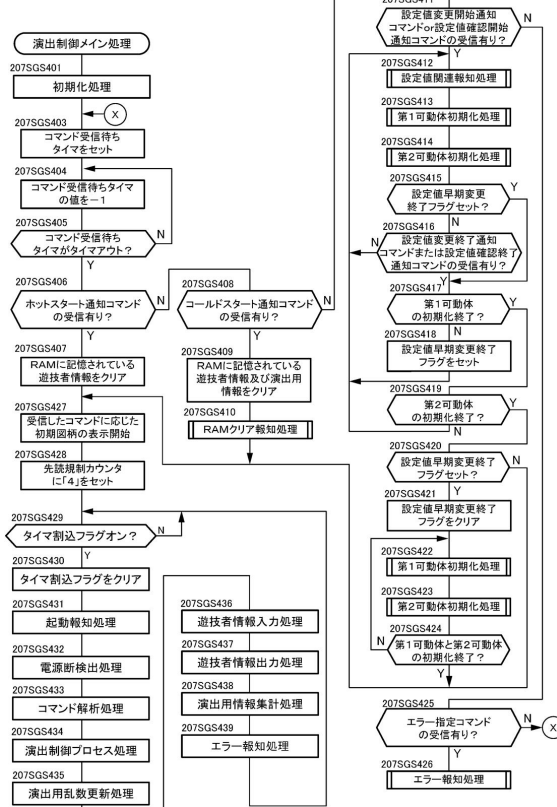 演出制御メイン処理
207SGS401
初期化処理
X
207SGS403
コマンド受信待ち
タイマをセット
207SGS404
コマンド受信待ちタイマ
の値を−1
207SGS405
コマンド受信待ち
タイマがタイムアウト?
N
Y
207SGS406
ホットスタート通知コマンド
の受信有り?
N
Y
207SGS407
RAMに記憶されている
遊技者情報をクリア
207SGS427
受信したコマンドに応じた
初期図柄の表示開始
207SGS428
先読規制カウンタ
に「4」をセット
207SGS429
タイマ割込フラグオン?
N
Y
207SGS430
タイマ割込フラグをクリア
207SGS431
起動報知処理
207SGS432
電源断検出処理
207SGS433
コマンド解析処理
207SGS434
演出制御プロセス処理
207SGS435
演出用乱数更新処理
207SGS408
コールドスタート通知コマンド
の受信有り?
N
Y
207SGS409
RAMに記憶されている
遊技者情報及び演出用
情報をクリア
207SGS410
RAMクリア報知処理
207SGS436
遊技者情報入力処理
207SGS437
遊技者情報出力処理
207SGS438
演出用情報集計処理
207SGS439
エラー報知処理
207SGS411
設定値変更開始通知
コマンドor設定値確認開始
通知コマンドの受信有り?
N
Y
207SGS412
設定値関連報知処理
207SGS413
第1可動体初期化処理
207SGS414
第2可動体初期化処理
207SGS415
設定値早期変更
終了フラグセット?
Y
N
207SGS416
設定値変更終了通知
コマンドまたは設定値確認終了
通知コマンドの受信有り?
N
Y
207SGS417
第1可動体
の初期化終了?
Y
N
207SGS418
設定値早期変更終了
フラグをセット
207SGS419
第2可動体
の初期化終了?
Y
N
207SGS420
設定値早期変更終了
フラグセット?
N
Y
207SGS421
設定値早期変更終了
フラグをクリア
207SGS422
第1可動体初期化処理
207SGS423
第2可動体初期化処理
207SGS424
第1可動体と第2可動体
の初期化終了?
N
Y
207SGS425
エラー指定コマンド
の受信有り?
N
X
Y
207SGS426
エラー報知処理